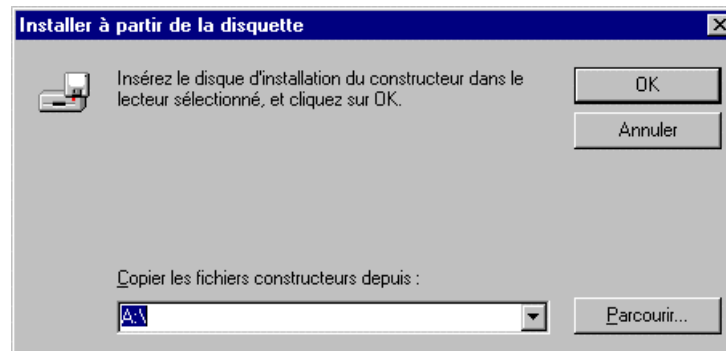 Installer à partir de la disquette
Insérez le disque d'installation du constructeur dans le
lecteur sélectionné, et cliquez sur OK.
OK
Annuler
Copier les fichiers constructeurs depuis :
A:\
Parcourir...